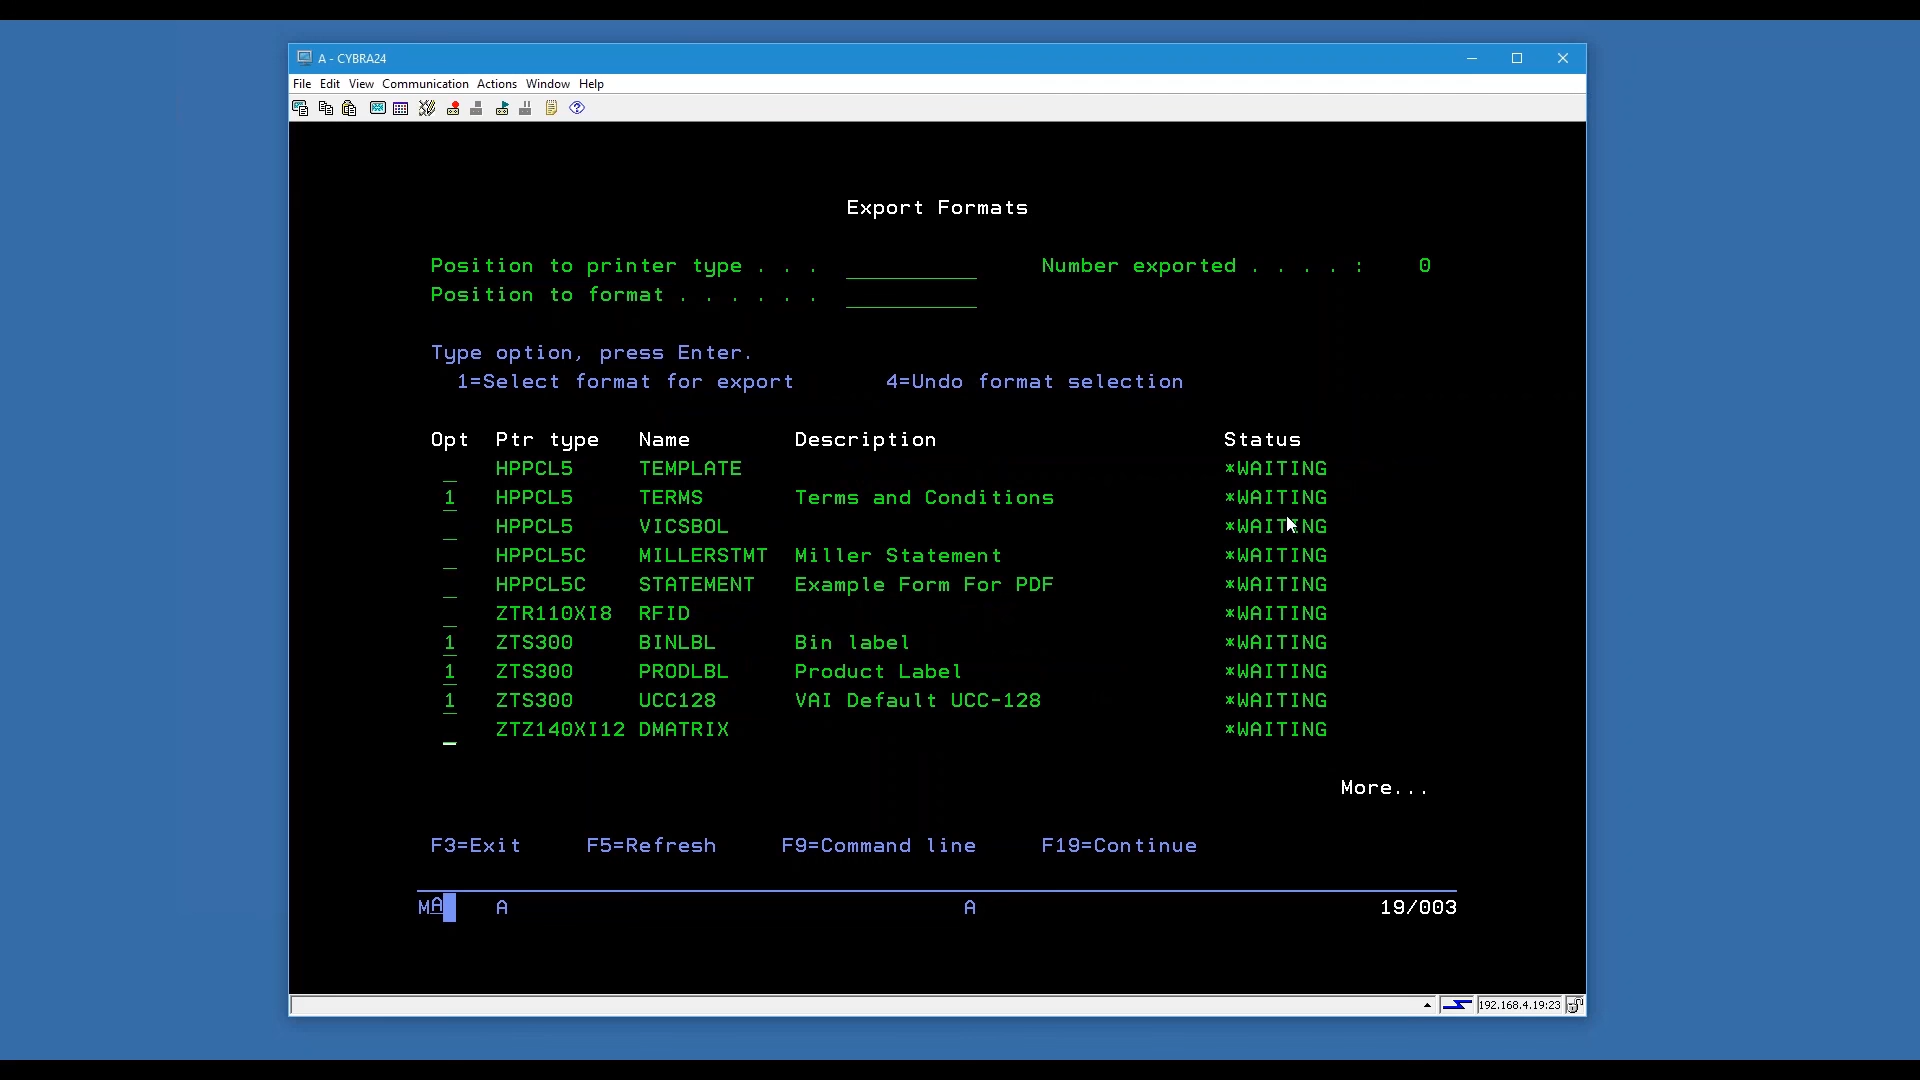 A - CYBRA24
File Edit View Communication Actions Window Help
Export Formats
Position to printer type . . . __________ Number exported . . . . : 0
Position to format . . . . . . __________
Type option, press Enter.
1=Select format for export 4=Undo format selection
Opt Ptr type Name Description Status
_ HPPCL5 TEMPLATE *WAITING
1 HPPCL5 TERMS Terms and Conditions *WAITING
_ HPPCL5 VICSBOL *WAITING
_ HPPCL5C MILLERSTMT Miller Statement *WAITING
_ HPPCL5C STATEMENT Example Form For PDF *WAITING
_ ZTR110XI8 RFID *WAITING
1 ZTS300 BINLBL Bin label *WAITING
1 ZTS300 PRODLBL Product Label *WAITING
1 ZTS300 UCC128 VAI Default UCC-128 *WAITING
_ ZTZ140XI12 DMATRIX *WAITING
More...
F3=Exit F5=Refresh F9=Command line F19=Continue
MA A A 19/003
192.168.4.19:23